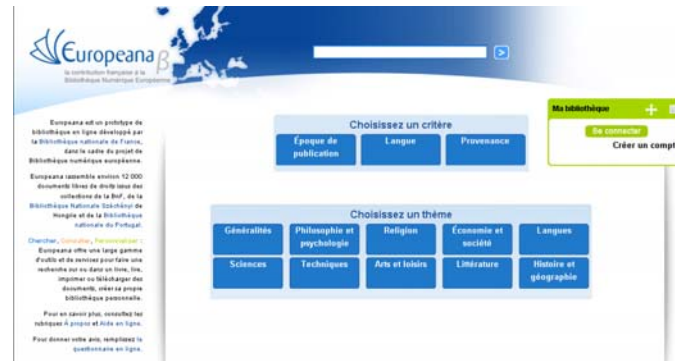 Europeana β
la contribution française à la
Bibliothèque Numérique Européenne
Europeana est un prototype de
bibliothèque en ligne développé par
la Bibliothèque nationale de France,
dans le cadre du projet de
Bibliothèque numérique européenne.
Europeana rassemble environ 12 000
documents libres de droits issus des
collections de la BnF, de la
Bibliothèque Nationale Széchényi de
Hongrie et de la Bibliothèque
nationale du Portugal.
Chercher, Consulter, Personnaliser :
Europeana offre une large gamme
d'outils et de services pour faire une
recherche sur ou dans un livre, lire,
imprimer ou télécharger des
documents, créer sa propre
bibliothèque personnelle.
Pour en savoir plus, consultez les
rubriques À propos et Aide en ligne.
Pour donner votre avis, remplissez le
questionnaire en ligne.
Choisissez un critère
Époque de publication
Langue
Provenance
Ma bibliothèque
Se connecter
Créer un compt
Choisissez un thème
Généralités
Philosophie et psychologie
Religion
Économie et société
Langues
Sciences
Techniques
Arts et loisirs
Littérature
Histoire et géographie